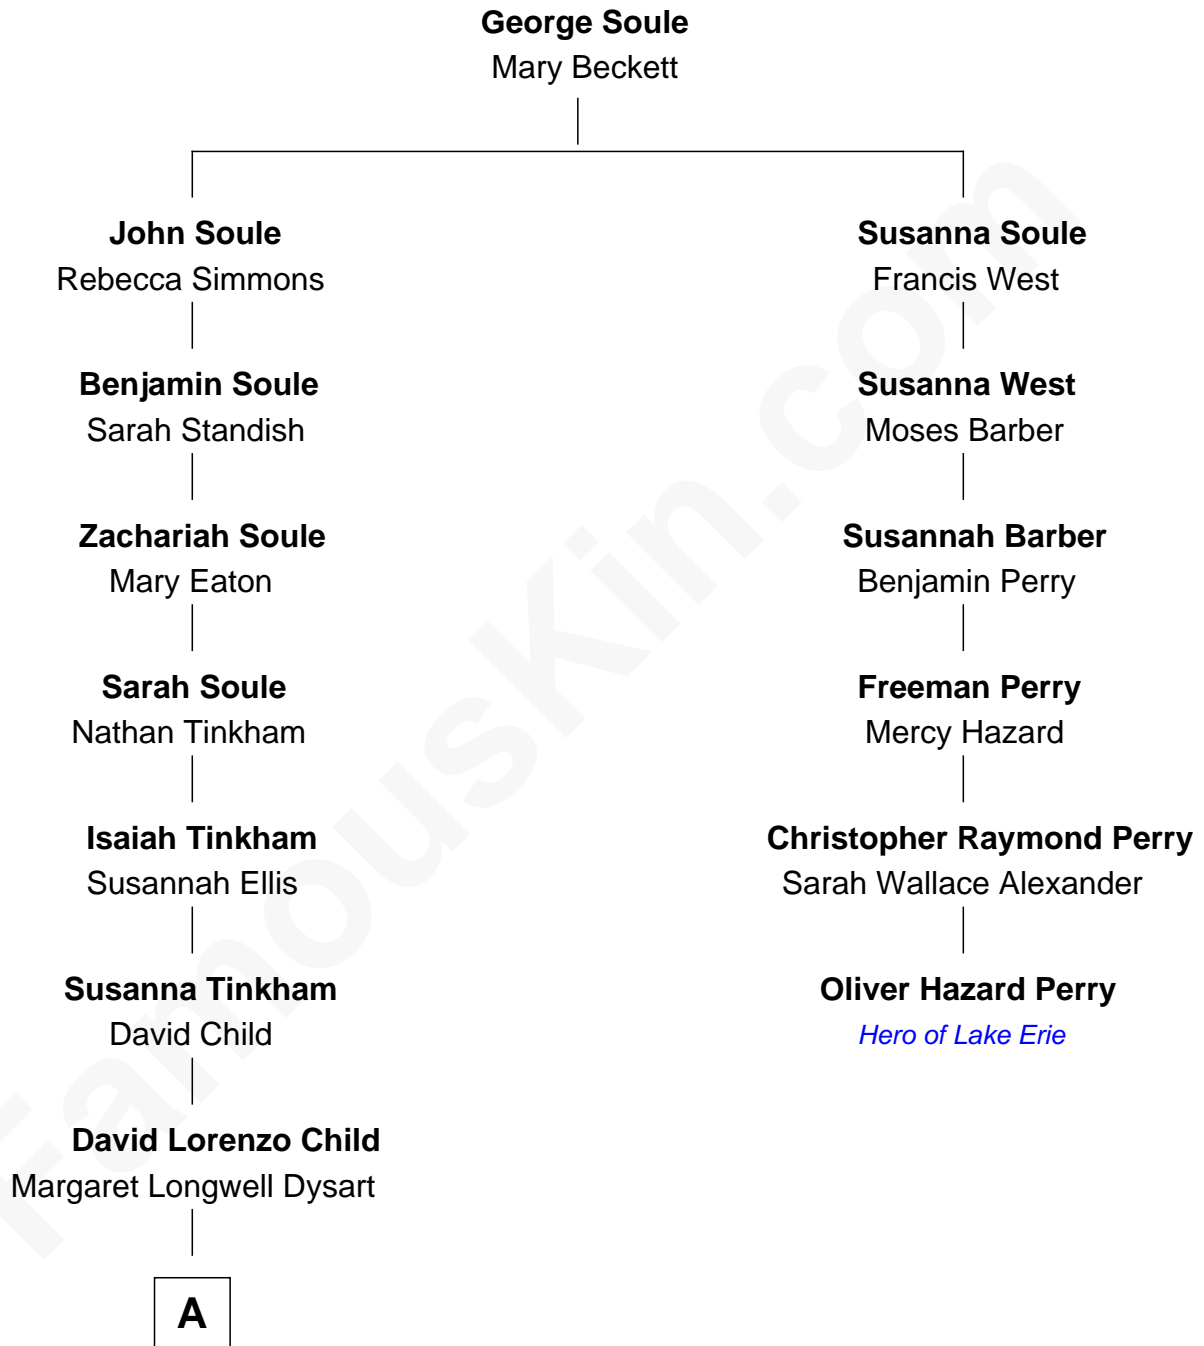 George Soule
Mary Beckett
John Soule
Rebecca Simmons
Susanna Soule
Francis West
Benjamin Soule
Sarah Standish
Susanna West
Moses Barber
Zachariah Soule
Mary Eaton
Susannah Barber
Benjamin Perry
Sarah Soule
Nathan Tinkham
Freeman Perry
Mercy Hazard
Isaiah Tinkham
Susannah Ellis
Christopher Raymond Perry
Sarah Wallace Alexander
Susanna Tinkham
David Child
Oliver Hazard Perry
Hero of Lake Erie
David Lorenzo Child
Margaret Longwell Dysart
A
FamousKin.com